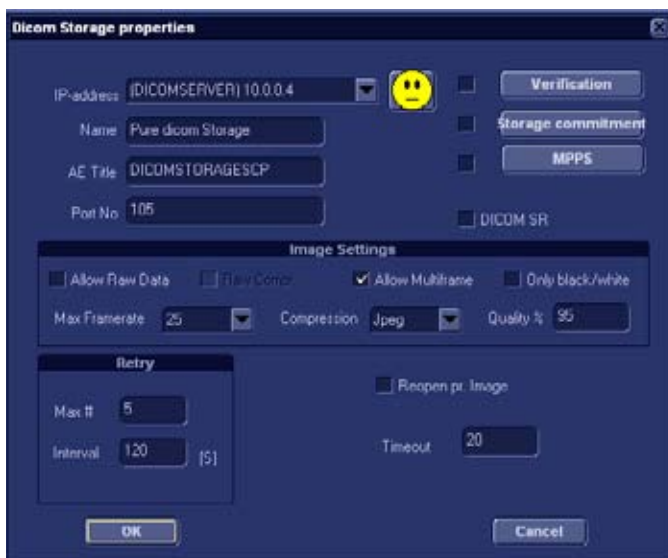 Dicom Storage properties
IP-address (DICOMSERVER) 10.0.0.4 Verification
Name Pure dicom Storage Storage commitment
AE Title DICOMSTORAGESCP MPPS
Port No 105 DICOM SR
Image Settings
Allow Raw Data Raw Compr. Allow Multiframe Only black/white
Max Framerate 25 Compression Jpeg Quality % 95
Retry
Reopen pr. Image
Max # 5
Interval 120 [S] Timeout 20
OK Cancel